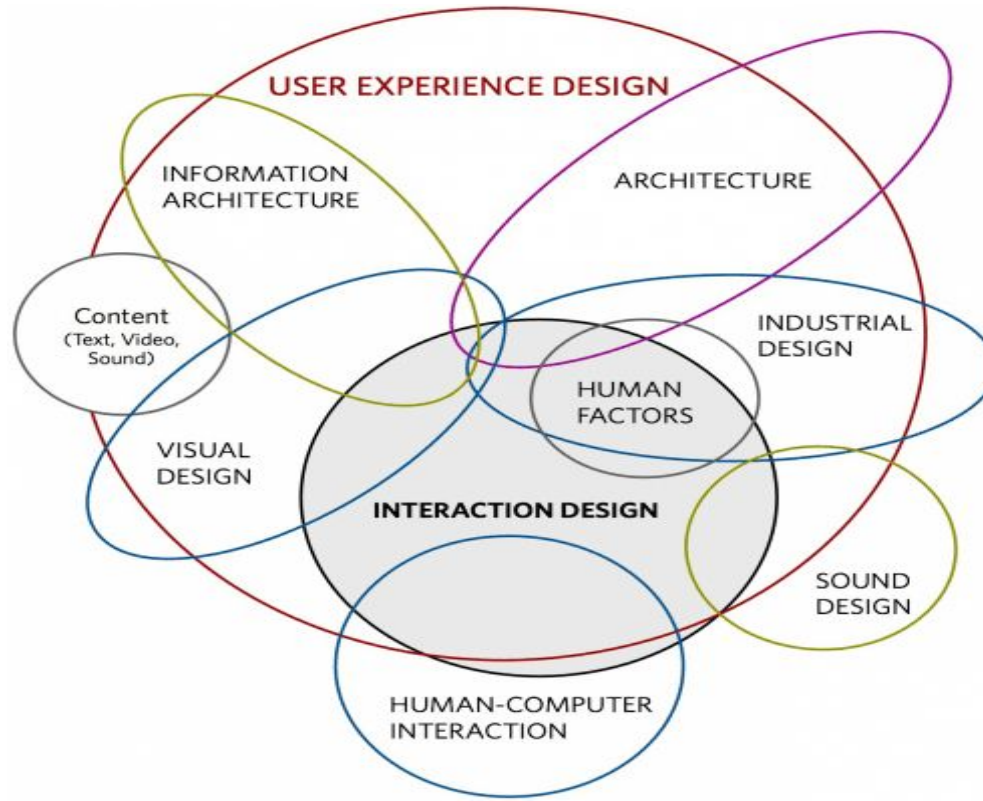 USER EXPERIENCE DESIGN
INFORMATION
ARCHITECTURE
ARCHITECTURE
Content
(Text, Video,
Sound)
INDUSTRIAL
DESIGN
HUMAN
FACTORS
VISUAL
DESIGN
INTERACTION DESIGN
SOUND
DESIGN
HUMAN-COMPUTER
INTERACTION